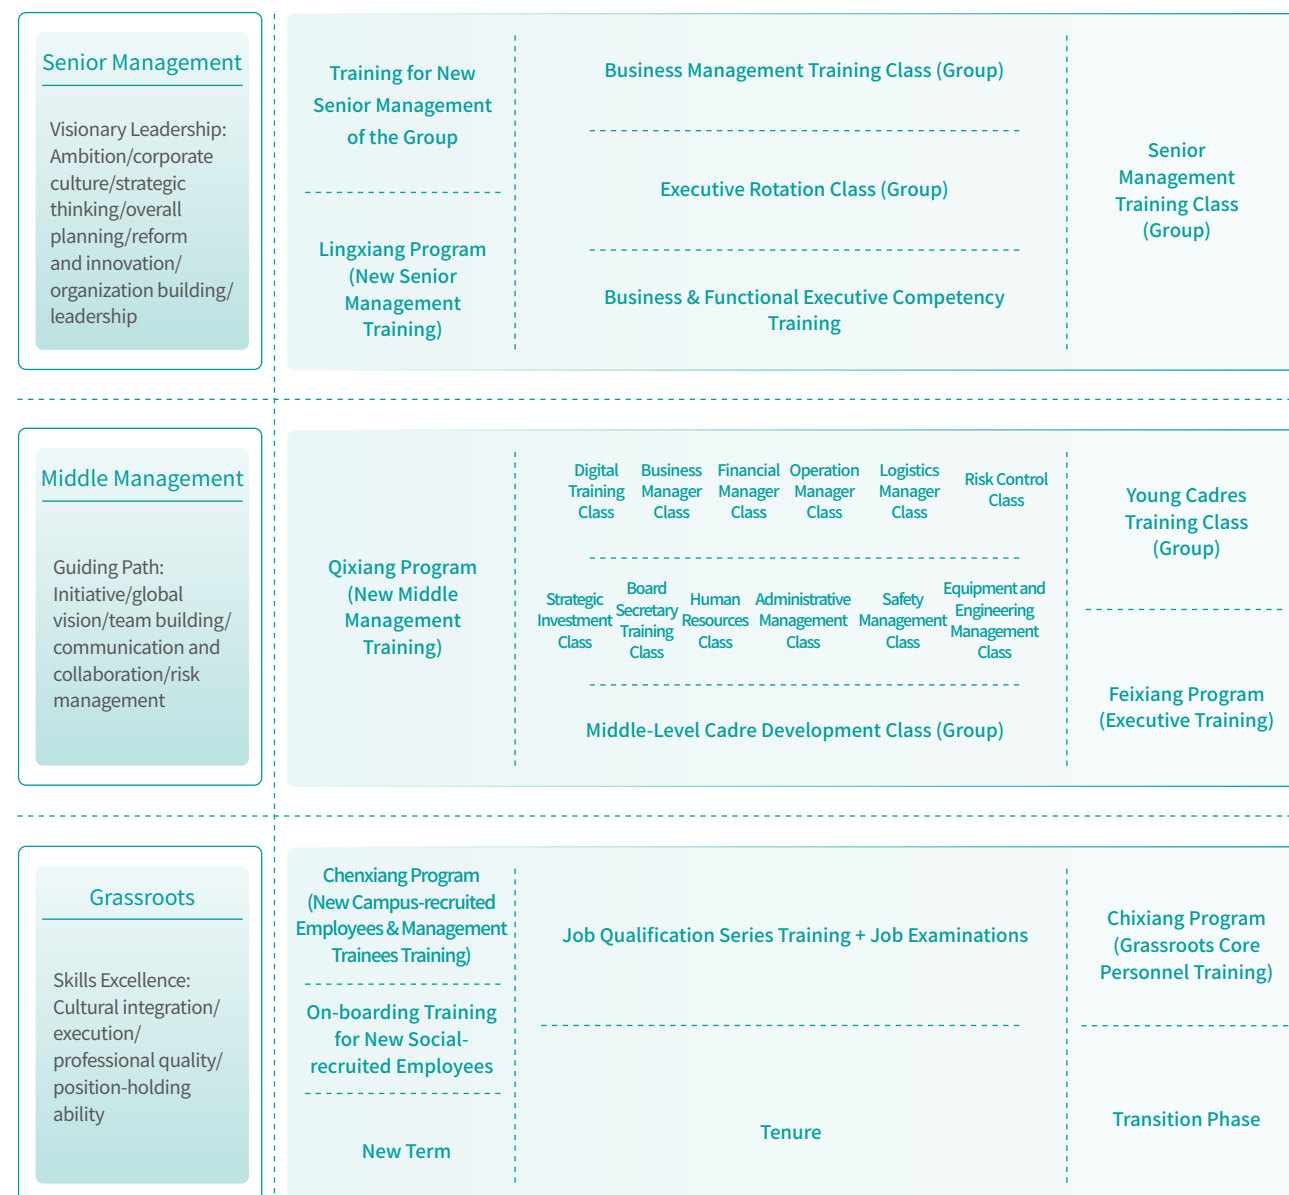 Senior Management
Visionary Leadership:
Ambition/corporate
culture/strategic
thinking/overall
planning/reform
and innovation/
organization building/
leadership
Training for New
Senior Management
of the Group
Lingxiang Program
(New Senior
Management
Training)
Business Management Training Class (Group)
Executive Rotation Class (Group)
Business & Functional Executive Competency
Training
Senior
Management
Training Class
(Group)
Middle Management
Guiding Path:
Initiative/global
vision/team building/
communication and
collaboration/risk
management
Qixiang Program
(New Middle
Management
Training)
Digital
Training
Class
Business
Manager
Class
Financial
Manager
Class
Operation
Manager
Class
Logistics
Manager
Class
Risk Control
Class
Strategic
Investment
Class
Board
Secretary
Training
Class
Human
Resources
Class
Administrative
Management
Class
Safety
Management
Class
Equipment and
Engineering
Management
Class
Middle-Level Cadre Development Class (Group)
Young Cadres
Training Class
(Group)
Feixiang Program
(Executive Training)
Grassroots
Skills Excellence:
Cultural integration/
execution/
professional quality/
position-holding
ability
Chenxiang Program
(New Campus-recruited
Employees & Management
Trainees Training)
On-boarding Training
for New Social-
recruited Employees
New Term
Job Qualification Series Training + Job Examinations
Tenure
Chixiang Program
(Grassroots Core
Personnel Training)
Transition Phase